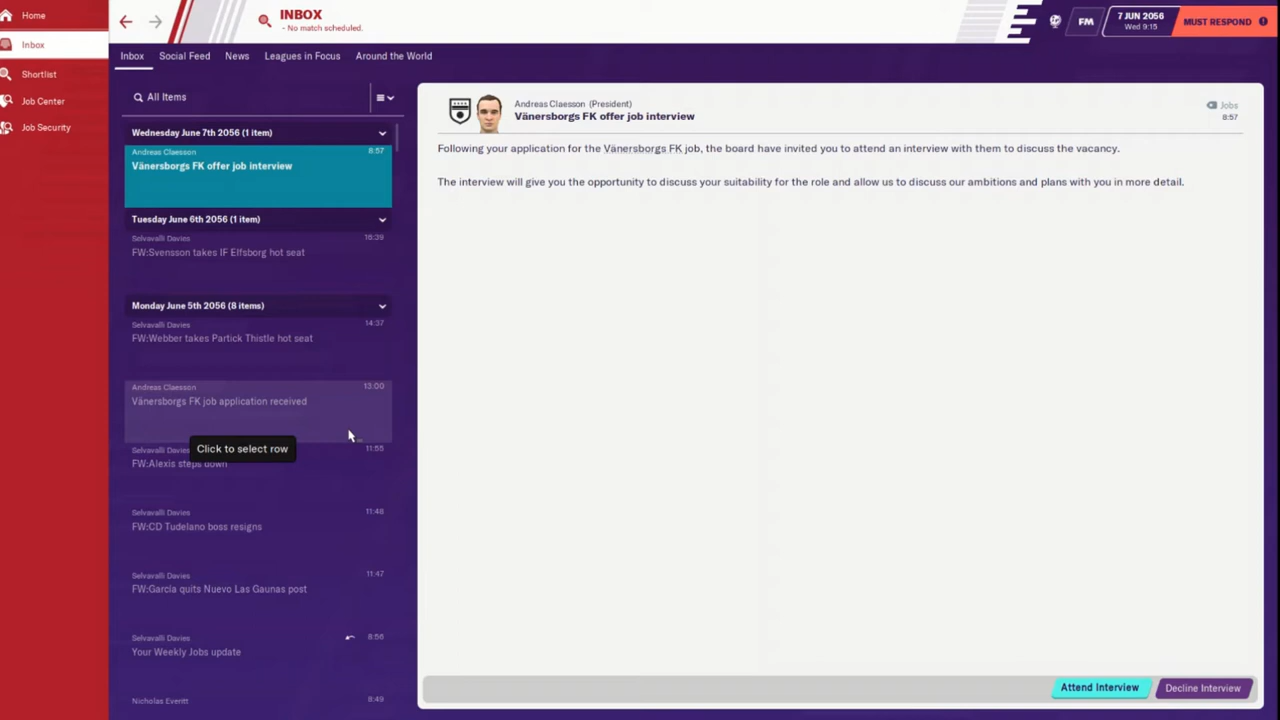 Home
Inbox
Shortlist
Job Center
Job Security
INBOX
- No match scheduled.
FM
7 JUN 2056
Wed 9:15
MUST RESPOND
Inbox
Social Feed
News
Leagues in Focus
Around the World
All Items
Wednesday June 7th 2056 (1 item)
Andreas Claesson 8:57
Vänersborgs FK offer job interview
Tuesday June 6th 2056 (1 item)
Selvavalli Davies 16:39
FW:Svensson takes IF Elfsborg hot seat
Monday June 5th 2056 (8 items)
Selvavalli Davies 14:37
FW:Webber takes Partick Thistle hot seat
Andreas Claesson 13:00
Vänersborgs FK job application received
Click to select row
Selvavalli Davies 11:55
FW:Alexis steps down
Selvavalli Davies 11:48
FW:CD Tudelano boss resigns
Selvavalli Davies 11:47
FW:García quits Nuevo Las Gaunas post
Selvavalli Davies 8:56
Your Weekly Jobs update
Nicholas Everitt 8:49
Andreas Claesson (President)
Vänersborgs FK offer job interview
Jobs
8:57
Following your application for the Vänersborgs FK job, the board have invited you to attend an interview with them to discuss the vacancy.
The interview will give you the opportunity to discuss your suitability for the role and allow us to discuss our ambitions and plans with you in more detail.
Attend Interview
Decline Interview